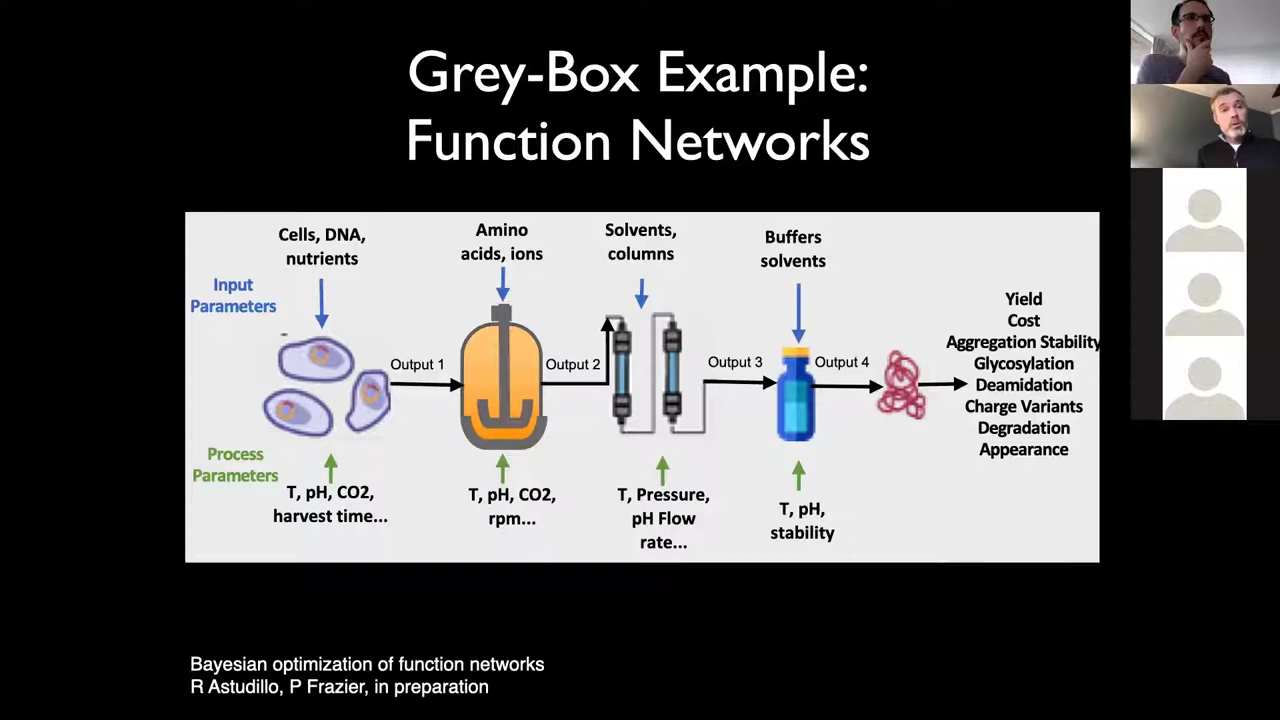 Grey-Box Example:
Function Networks
Cells, DNA,
nutrients
Amino
acids, ions
Solvents,
columns
Buffers
solvents
Input
Parameters
Output 1
Output 2
Output 3
Output 4
Yield
Cost
Aggregation Stability
Glycosylation
Deamidation
Charge Variants
Degradation
Appearance
Process
Parameters
T, pH, CO2,
harvest time...
T, pH, CO2,
rpm...
T, Pressure,
pH Flow
rate...
T, pH,
stability
Bayesian optimization of function networks
R Astudillo, P Frazier, in preparation